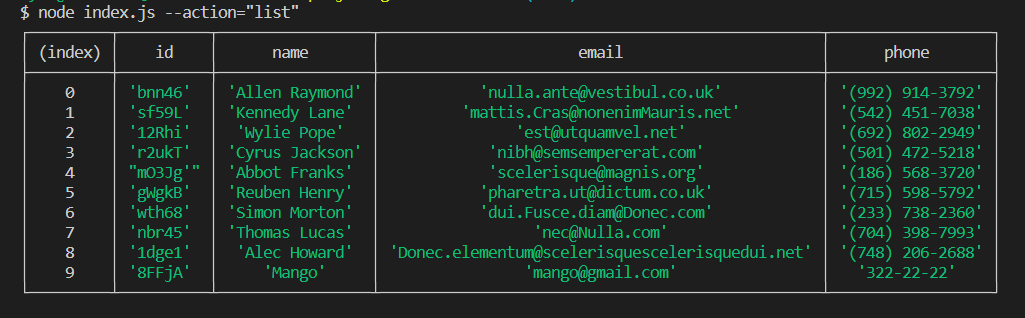 $ node index.js --action="list"
(index) id name email phone
0 'bnn46' 'Allen Raymond' 'nulla.ante@vestibul.co.uk' '(992) 914-3792'
1 'sf59L' 'Kennedy Lane' 'mattis.Cras@nonenimMauris.net' '(542) 451-7038'
2 '12Rhi' 'Wylie Pope' 'est@utquamvel.net' '(692) 802-2949'
3 'r2ukT' 'Cyrus Jackson' 'nibh@semsempererat.com' '(501) 472-5218'
4 "mO3Jg'" 'Abbot Franks' 'scelerisque@magnis.org' '(186) 568-3720'
5 'gWgkB' 'Reuben Henry' 'pharetra.ut@dictum.co.uk' '(715) 598-5792'
6 'wth68' 'Simon Morton' 'dui.Fusce.diam@Donec.com' '(233) 738-2360'
7 'nbr45' 'Thomas Lucas' 'nec@Nulla.com' '(704) 398-7993'
8 '1dge1' 'Alec Howard' 'Donec.elementum@scelerisquescelerisquedui.net' '(748) 206-2688'
9 '8FFjA' 'Mango' 'mango@gmail.com' '322-22-22'